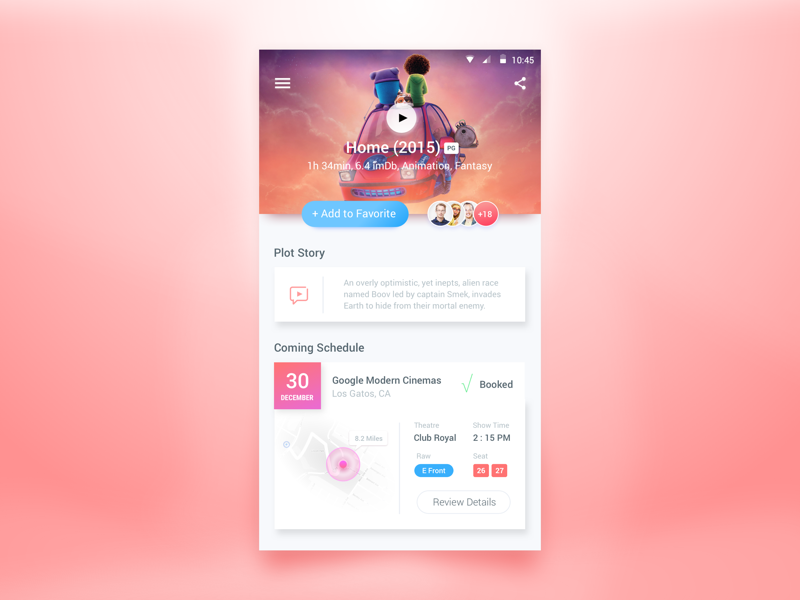 10:45
Home (2015) PG
1h 34min, 6.4 ImDb, Animation, Fantasy
+ Add to Favorite
+18
Plot Story
An overly optimistic, yet inepts, alien race
named Boov led by captain Smek, invades
Earth to hide from their mortal enemy.
Coming Schedule
30
DECEMBER
Google Modern Cinemas
Los Gatos, CA
Booked
8.2 Miles
Theatre
Club Royal
Show Time
2 : 15 PM
Raw
E Front
Seat
26 27
Review Details